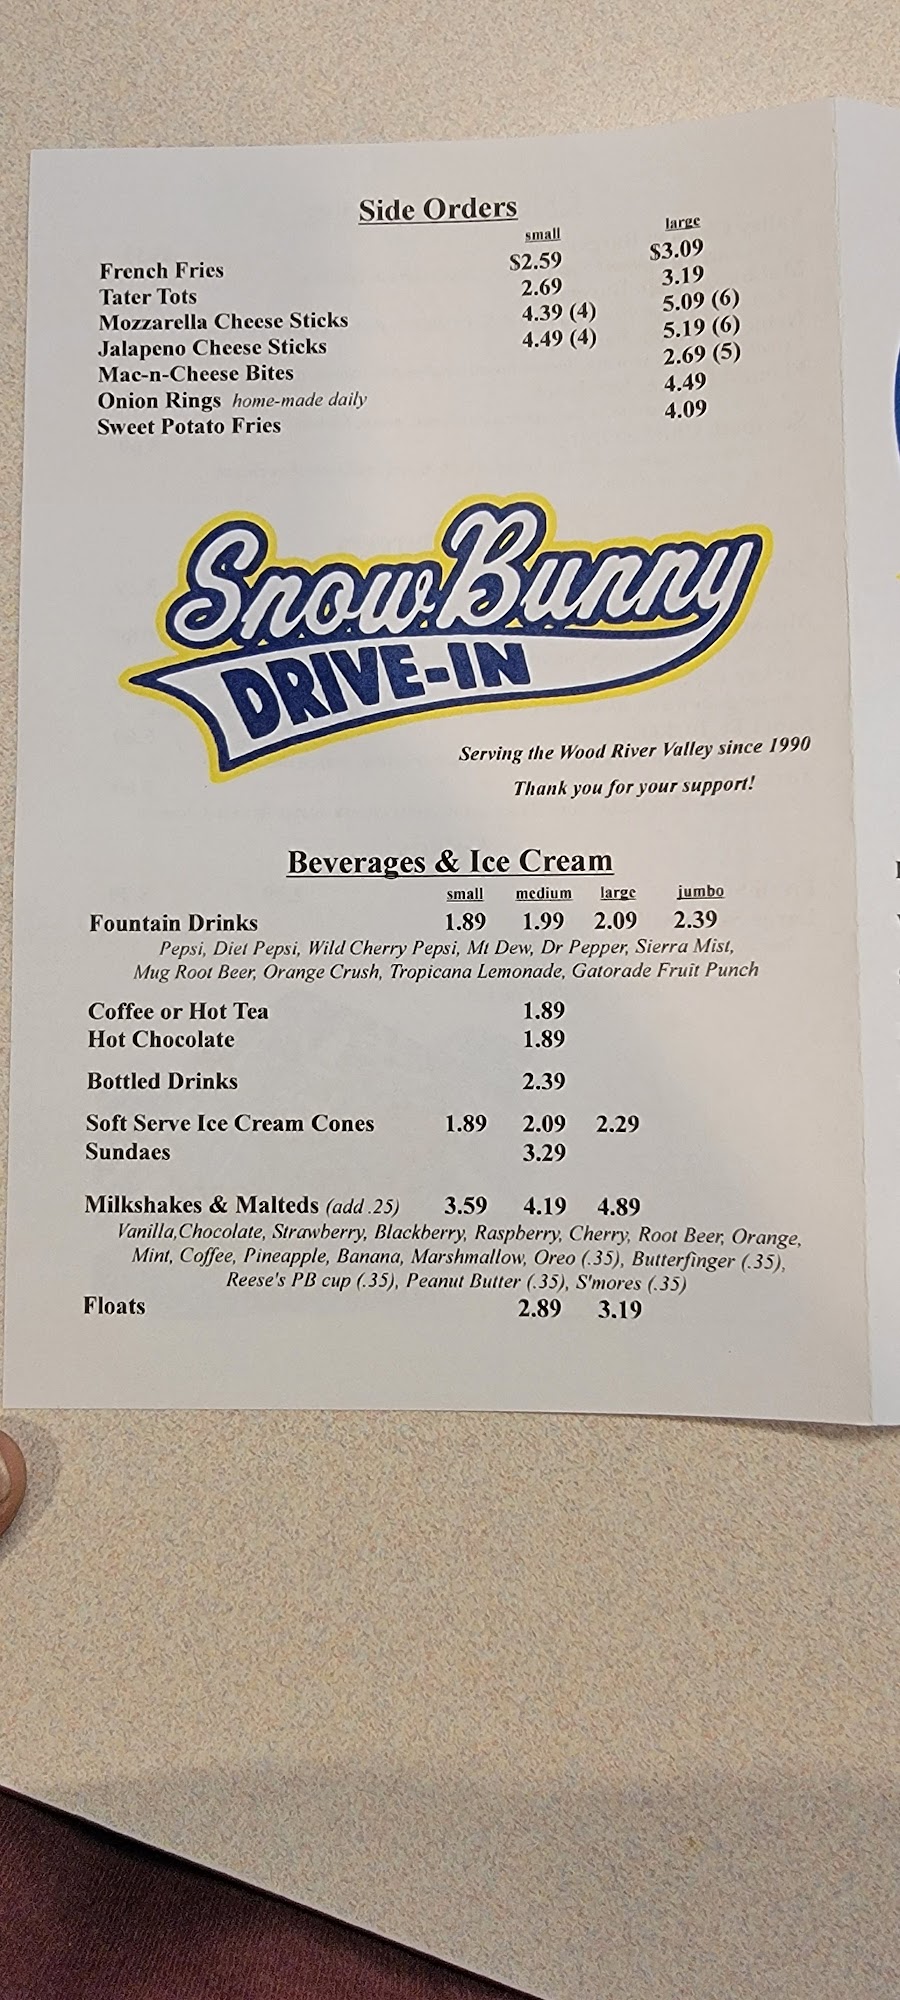 Side Orders
small large
French Fries $2.59 $3.09
Tater Tots 2.69 3.19
Mozzarella Cheese Sticks 4.39 (4) 5.09 (6)
Jalapeno Cheese Sticks 4.49 (4) 5.19 (6)
Mac-n-Cheese Bites 2.69 (5)
Onion Rings home-made daily 4.49
Sweet Potato Fries 4.09
SnowBunny
DRIVE-IN
Serving the Wood River Valley since 1990
Thank you for your support!
Beverages & Ice Cream
small medium large jumbo
Fountain Drinks 1.89 1.99 2.09 2.39
Pepsi, Diet Pepsi, Wild Cherry Pepsi, Mt Dew, Dr Pepper, Sierra Mist,
Mug Root Beer, Orange Crush, Tropicana Lemonade, Gatorade Fruit Punch
Coffee or Hot Tea 1.89
Hot Chocolate 1.89
Bottled Drinks 2.39
Soft Serve Ice Cream Cones 1.89 2.09 2.29
Sundaes 3.29
Milkshakes & Malteds (add .25) 3.59 4.19 4.89
Vanilla,Chocolate, Strawberry, Blackberry, Raspberry, Cherry, Root Beer, Orange,
Mint, Coffee, Pineapple, Banana, Marshmallow, Oreo (.35), Butterfinger (.35),
Reese's PB cup (.35), Peanut Butter (.35), S'mores (.35)
Floats 2.89 3.19